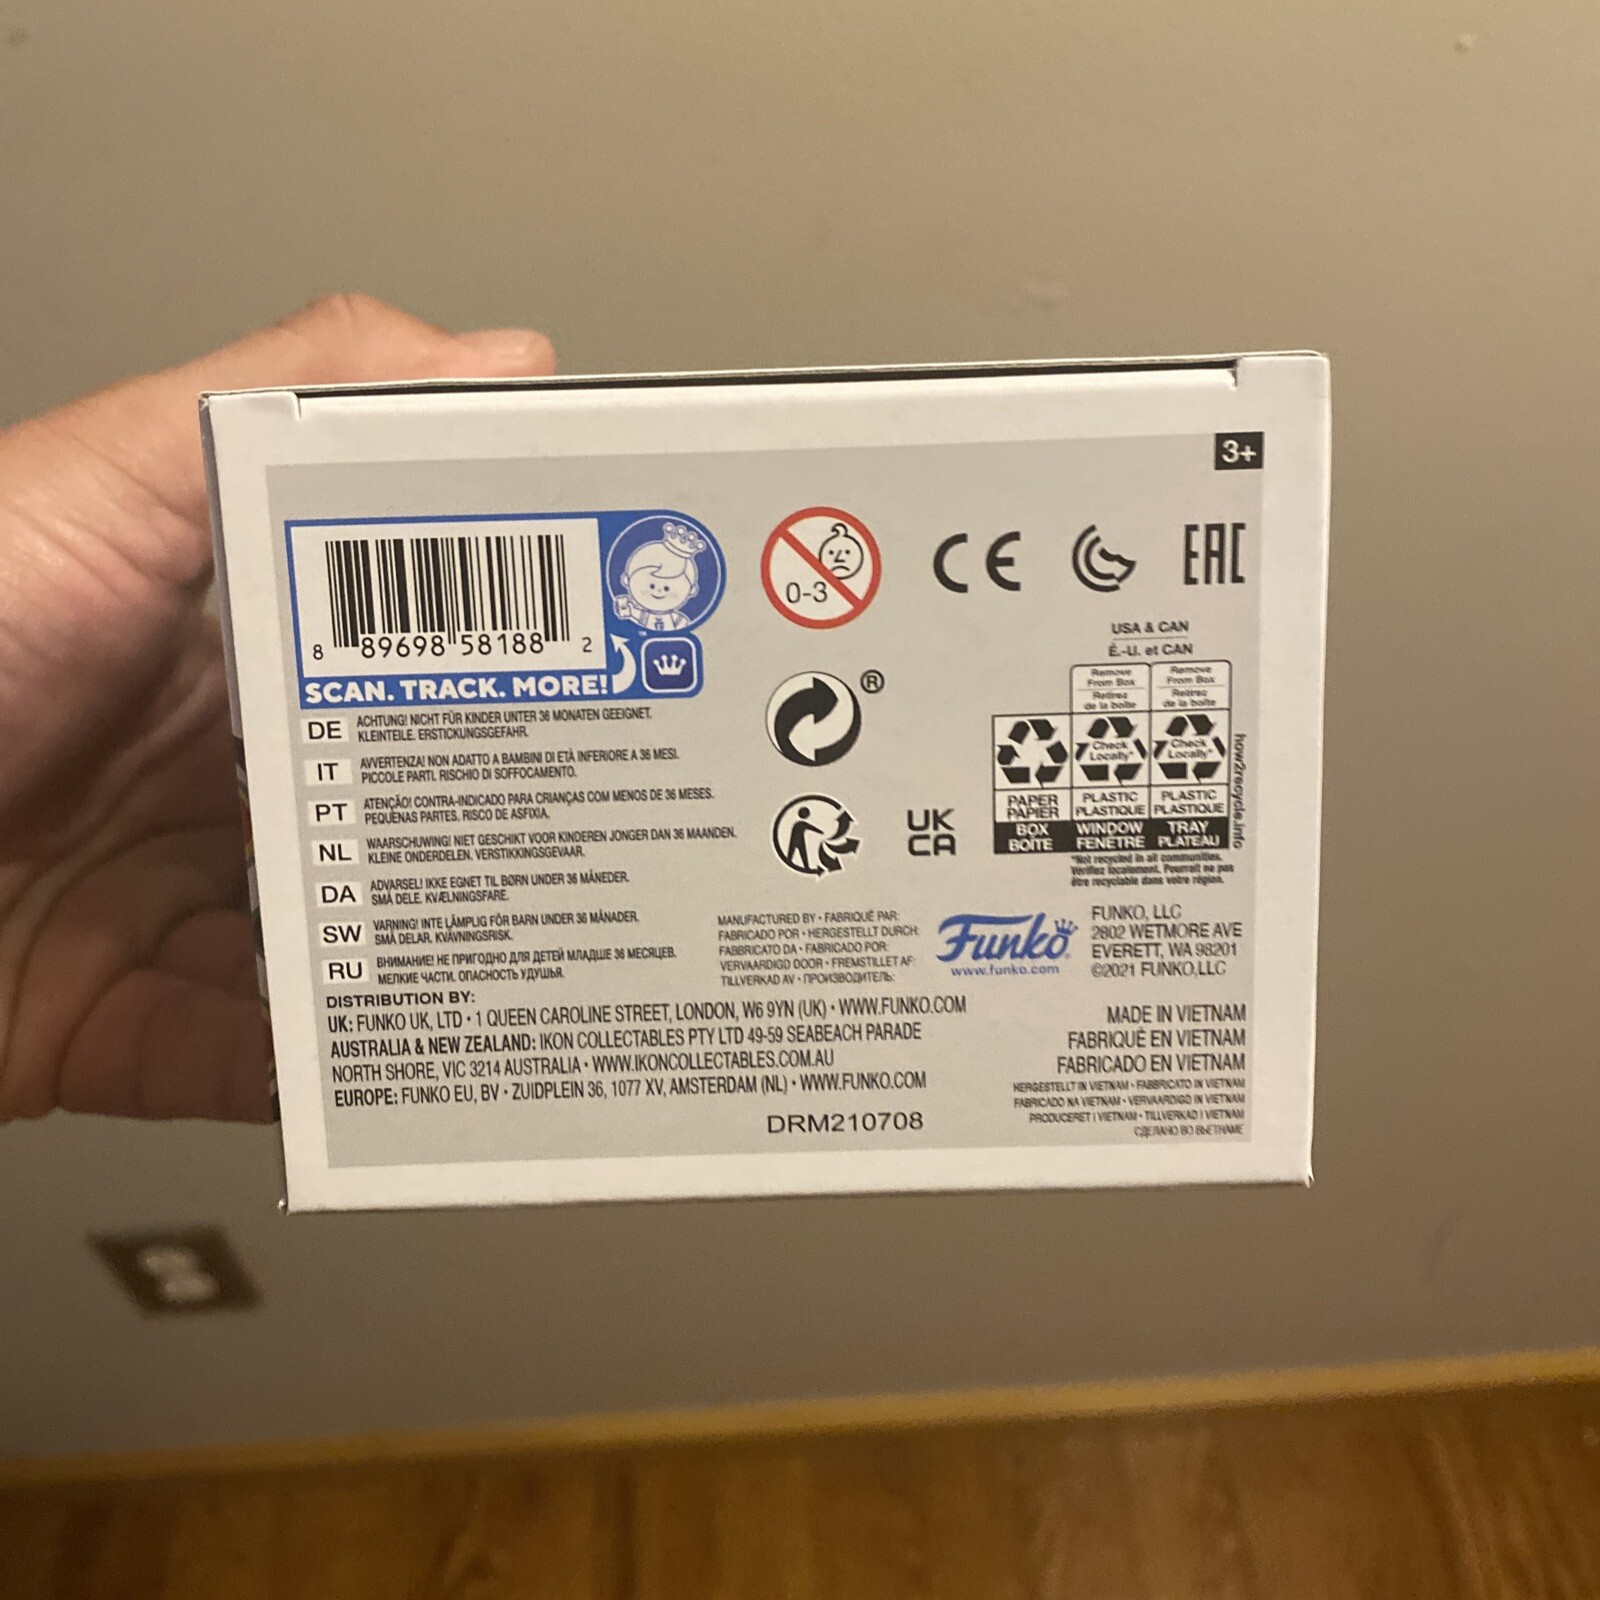 3+
8 89698 58188 2
SCAN. TRACK. MORE!
™
0-3
CE
EAC
®
UK
CA
USA & CAN
É.-U. et CAN
Remove From Box
Retirez de la boîte
Remove From Box
Retirez de la boîte
Check Locally*
Check Locally*
PAPER PAPIER
PLASTIC PLASTIQUE
PLASTIC PLASTIQUE
BOX BOÎTE
WINDOW FENÊTRE
TRAY PLATEAU
how2recycle.info
*Not recycled in all communities.
Vérifiez localement. Pourrait ne pas
être recyclable dans votre région.
DE ACHTUNG! NICHT FÜR KINDER UNTER 36 MONATEN GEEIGNET.
KLEINTEILE. ERSTICKUNGSGEFAHR.
IT AVVERTENZA! NON ADATTO A BAMBINI DI ETÀ INFERIORE A 36 MESI.
PICCOLE PARTI. RISCHIO DI SOFFOCAMENTO.
PT ATENÇÃO! CONTRA-INDICADO PARA CRIANÇAS COM MENOS DE 36 MESES.
PEQUENAS PARTES. RISCO DE ASFIXIA.
NL WAARSCHUWING! NIET GESCHIKT VOOR KINDEREN JONGER DAN 36 MAANDEN.
KLEINE ONDERDELEN. VERSTIKKINGSGEVAAR.
DA ADVARSEL! IKKE EGNET TIL BØRN UNDER 36 MÅNEDER.
SMÅ DELE. KVÆLNINGSFARE.
SW VARNING! INTE LÄMPLIG FÖR BARN UNDER 36 MÅNADER.
SMÅ DELAR. KVÄVNINGSRISK.
RU ВНИМАНИЕ! НЕ ПРИГОДНО ДЛЯ ДЕТЕЙ МЛАДШЕ 36 МЕСЯЦЕВ.
МЕЛКИЕ ЧАСТИ. ОПАСНОСТЬ УДУШЬЯ.
MANUFACTURED BY • FABRIQUÉ PAR:
FABRICADO POR • HERGESTELLT DURCH:
FABBRICATO DA • FABRICADO POR:
VERVAARDIGD DOOR • FREMSTILLET AF:
TILLVERKAD AV • ПРОИЗВОДИТЕЛЬ:
Funko
www.funko.com
FUNKO, LLC
2802 WETMORE AVE
EVERETT, WA 98201
©2021 FUNKO,LLC
DISTRIBUTION BY:
UK: FUNKO UK, LTD • 1 QUEEN CAROLINE STREET, LONDON, W6 9YN (UK) • WWW.FUNKO.COM
AUSTRALIA & NEW ZEALAND: IKON COLLECTABLES PTY LTD 49-59 SEABEACH PARADE
NORTH SHORE, VIC 3214 AUSTRALIA • WWW.IKONCOLLECTABLES.COM.AU
EUROPE: FUNKO EU, BV • ZUIDPLEIN 36, 1077 XV, AMSTERDAM (NL) • WWW.FUNKO.COM
DRM210708
MADE IN VIETNAM
FABRIQUÉ EN VIETNAM
FABRICADO EN VIETNAM
HERGESTELLT IN VIETNAM • FABBRICATO IN VIETNAM
FABRICADO NA VIETNAM • VERVAARDIGD IN VIETNAM
PRODUCERET I VIETNAM • TILLVERKAD I VIETNAM
СДЕЛАНО ВО ВЬЕТНАМЕ